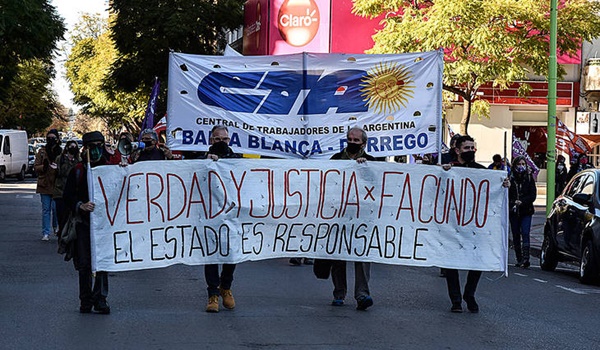 Claro
CTA
CENTRAL DE TRABAJADORES DE LA ARGENTINA
BAHIA BLANCA - DORREGO
VERDAD Y JUSTICIA x FACUNDO
EL ESTADO ES RESPONSABLE